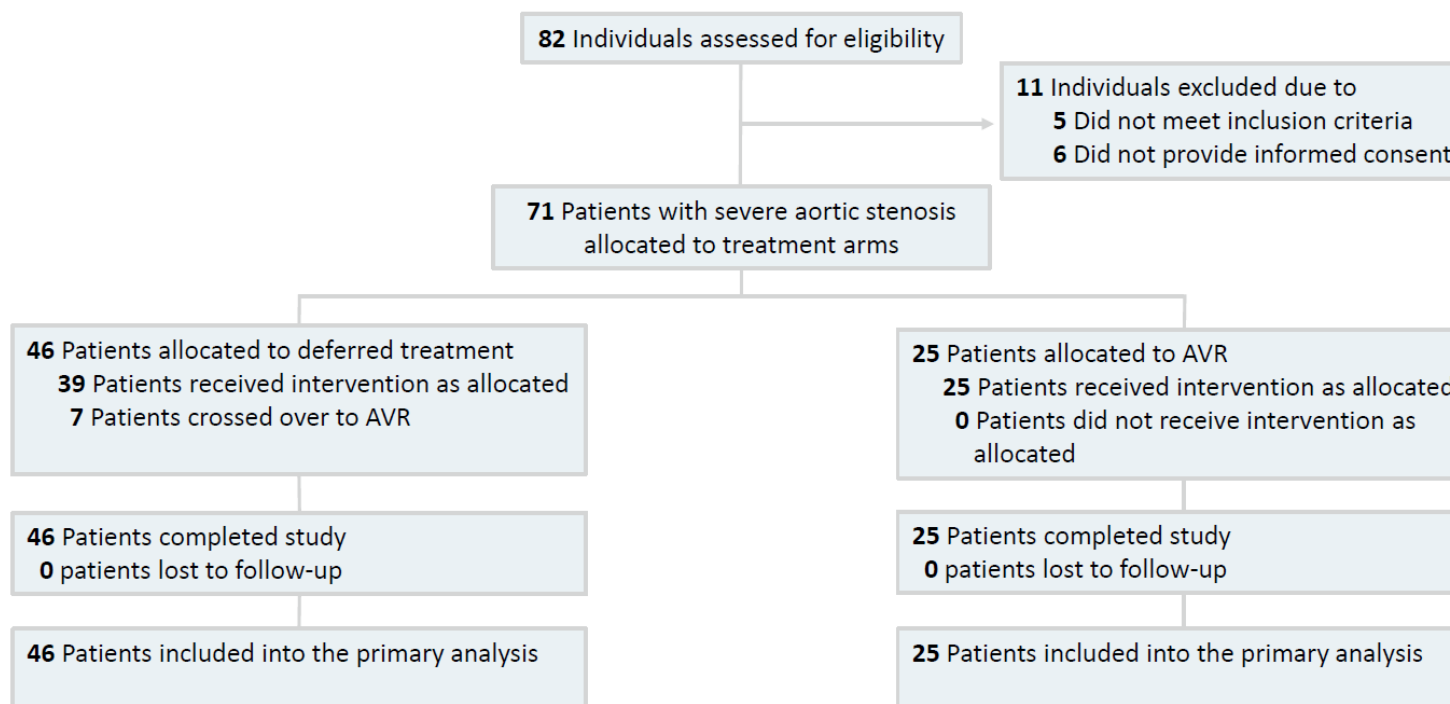 82 Individuals assessed for eligibility
11 Individuals excluded due to
5 Did not meet inclusion criteria
6 Did not provide informed consent
71 Patients with severe aortic stenosis
allocated to treatment arms
46 Patients allocated to deferred treatment
39 Patients received intervention as allocated
7 Patients crossed over to AVR
25 Patients allocated to AVR
25 Patients received intervention as allocated
0 Patients did not receive intervention as
allocated
46 Patients completed study
0 patients lost to follow-up
25 Patients completed study
0 patients lost to follow-up
46 Patients included into the primary analysis
25 Patients included into the primary analysis